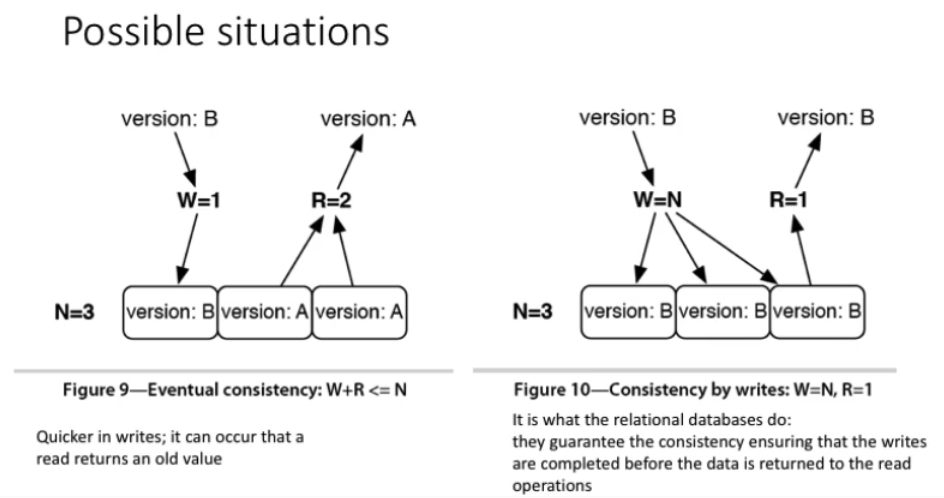 Possible situations
version: B
version: A
W=1
R=2
N=3
version: B
version: A
version: A
Figure 9—Eventual consistency: W+R <= N
Quicker in writes; it can occur that a
read returns an old value
version: B
version: B
W=N
R=1
N=3
version: B
version: B
version: B
Figure 10—Consistency by writes: W=N, R=1
It is what the relational databases do:
they guarantee the consistency ensuring that the writes
are completed before the data is returned to the read
operations